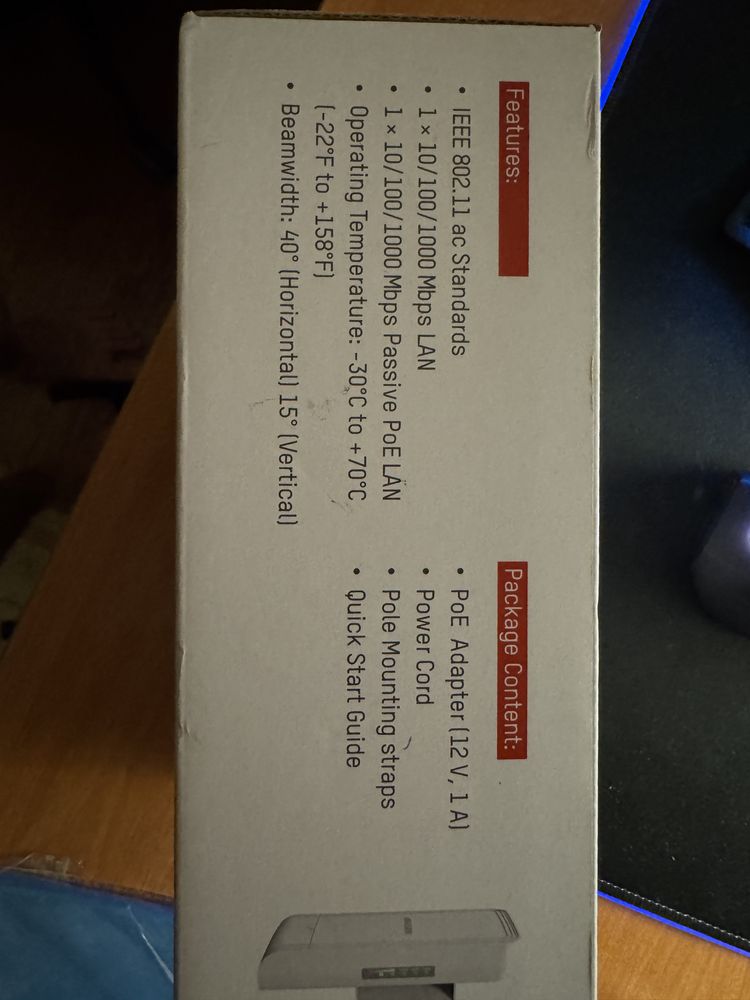 Features:
• IEEE 802.11 ac Standards
• 1 × 10/100/1000 Mbps LAN
• 1 × 10/100/1000 Mbps Passive PoE LAN
• Operating Temperature: -30°C to +70°C
(-22°F to +158°F)
• Beamwidth: 40° (Horizontal) 15° (Vertical)
Package Content:
• PoE Adapter (12 V, 1 A)
• Power Cord
• Pole Mounting straps
• Quick Start Guide